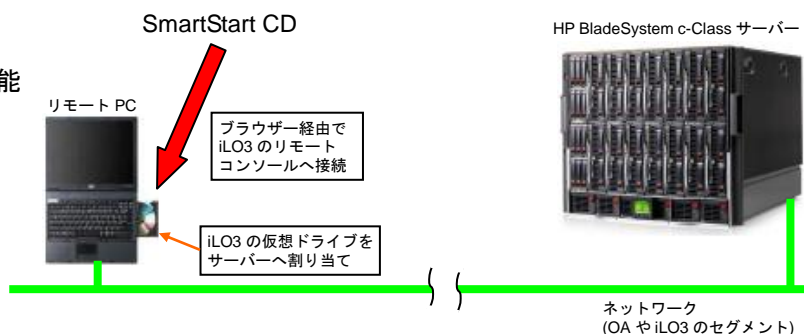 SmartStart CD
HP BladeSystem c-Class サーバー
能
リモート PC
ブラウザー経由で
iLO3 のリモート
コンソールへ接続
iLO3 の仮想ドライブを
サーバーへ割り当て
ネットワーク
(OA や iLO3 のセグメント)